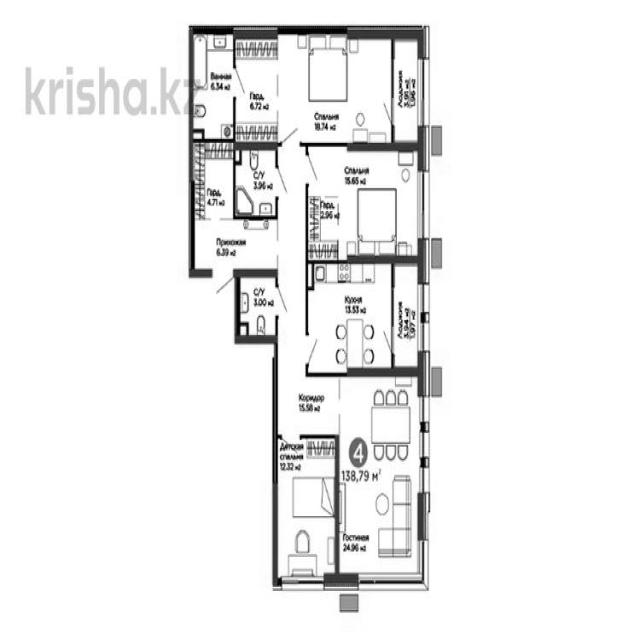 krisha.kz
Ванная
6.34 м2
Гард.
6.72 м2
Спальня
18.74 м2
Лоджия
3.91 м2
1.96 м2
С/У
3.96 м2
Гард.
4.71 м2
Спальня
15.65 м2
Гард.
2.96 м2
Прихожая
6.39 м2
С/У
3.00 м2
Кухня
13.53 м2
Лоджия
3.94 м2
1.97 м2
Коридор
15.58 м2
Детская
спальня
12.32 м2
4
138,79 м²
Гостиная
24.96 м2